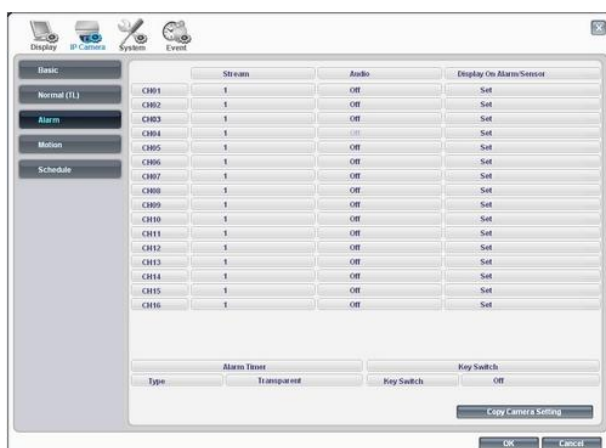 Display IP Camera System Event
Basic
Normal (TL)
Alarm
Motion
Schedule
Stream Audio Display On Alarm/Sensor
CH01 1 Off Set
CH02 1 Off Set
CH03 1 Off Set
CH04 1 Off Set
CH05 1 Off Set
CH06 1 Off Set
CH07 1 Off Set
CH08 1 Off Set
CH09 1 Off Set
CH10 1 Off Set
CH11 1 Off Set
CH12 1 Off Set
CH13 1 Off Set
CH14 1 Off Set
CH15 1 Off Set
CH16 1 Off Set
Alarm Timer Key Switch
Type Transparent Key Switch Off
Copy Camera Setting
OK Cancel